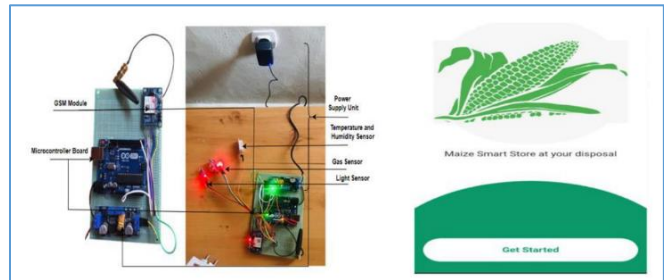 GSM Module
Microcontroller Board
Power
Supply Unit
Temperature and
Humidity Sensor
Gas Sensor
Light Sensor
Maize Smart Store at your disposal
Get Started